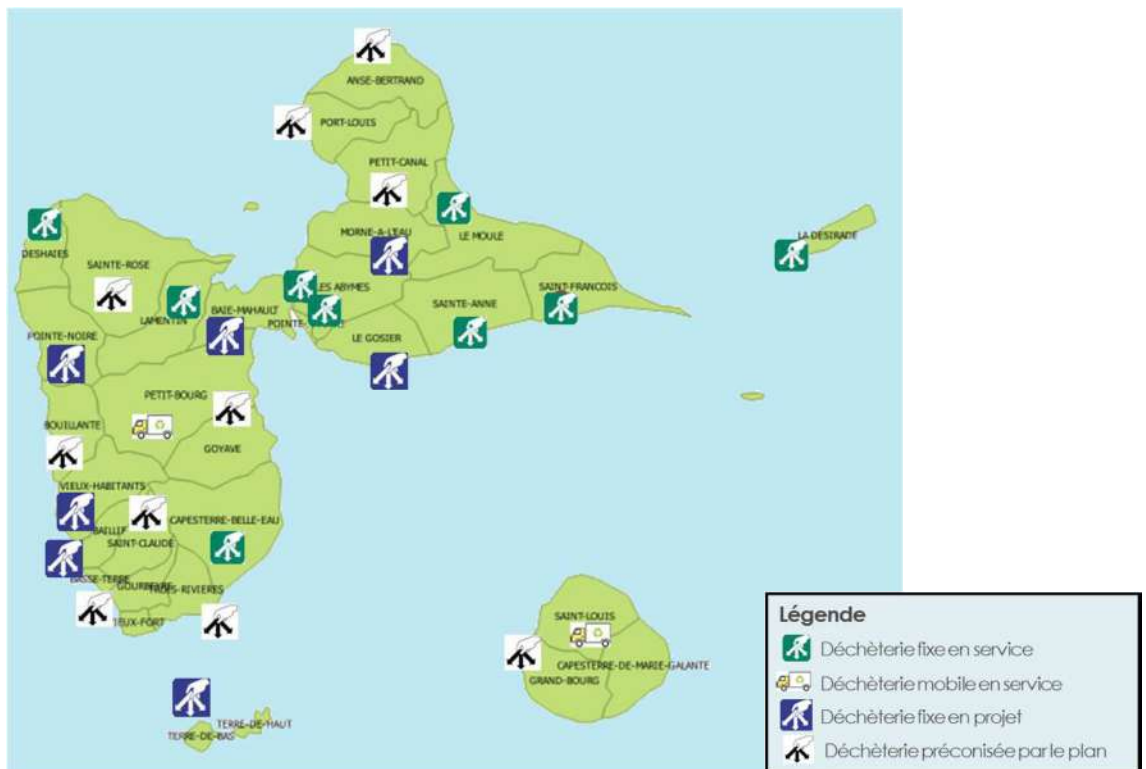 ANSE-BERTRAND
PORT-LOUIS
PETIT-CANAL
MORNE-A-L'EAU
LE MOULE
LA DESIRADE
DESHAIES
SAINTE-ROSE
LES ABYMES
SAINTE-ANNE
SAINT-FRANCOIS
LAMENTIN
BAIE-MAHAULT
POINTE-NOIRE
LE GOSIER
PETIT-BOURG
BOUILLANTE
GOYAVE
VIEUX-HABITANTS
BAILLIF
CAPESTERRE-BELLE-EAU
SAINT-CLAUDE
BASSE-TERRE
GOURBEYRE
SAINT-LOUIS
CAPESTERRE-DE-MARIE-GALANTE
GRAND-BOURG
TERRE-DE-HAUT
TERRE-DE-BAS
Légende
Déchèterie fixe en service
Déchèterie mobile en service
Déchèterie fixe en projet
Déchèterie préconisée par le plan